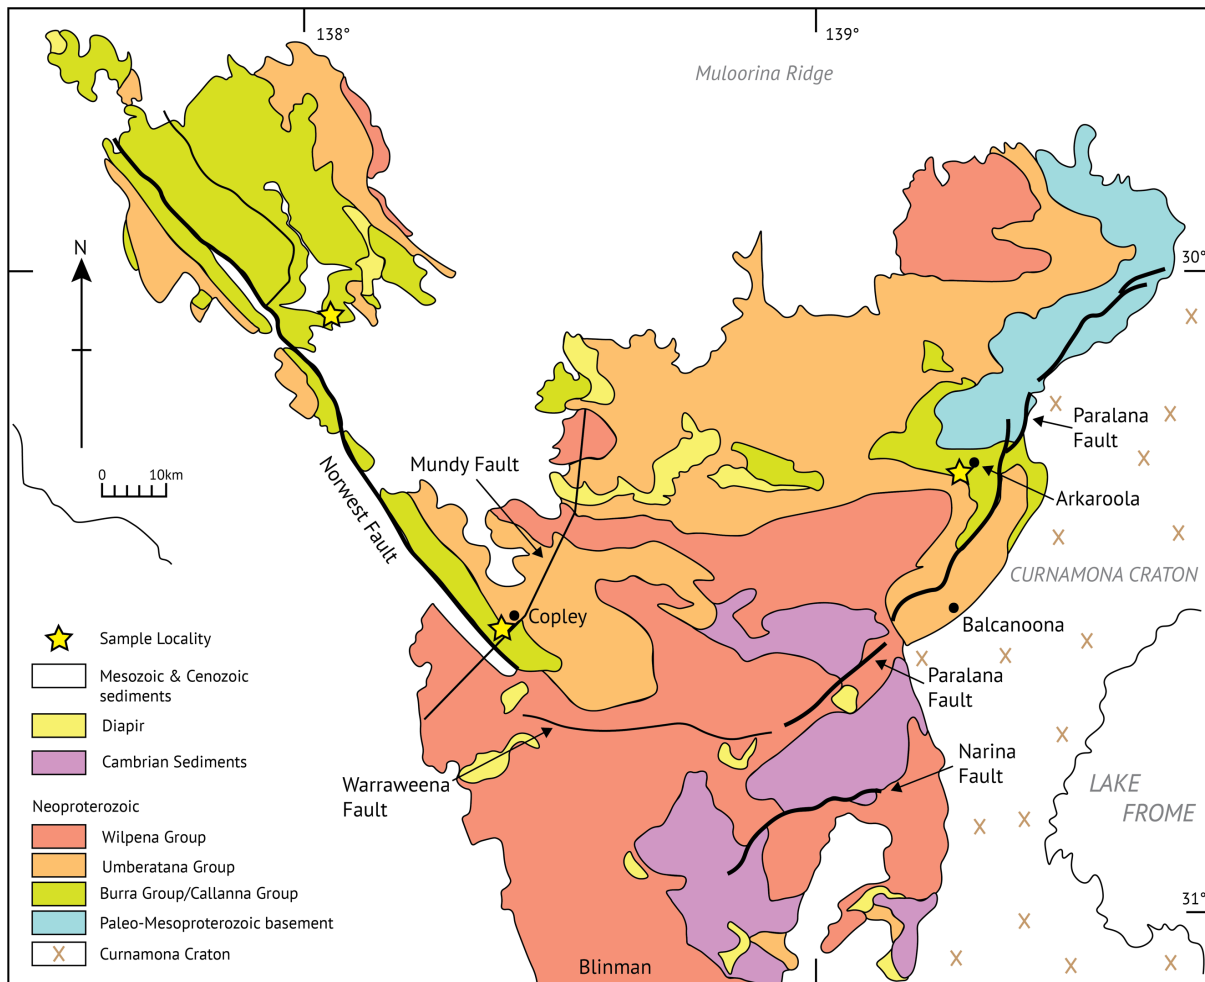 138°
139°
Muloorina Ridge
N
30°
0 10km
Paralana
Fault
Mundy Fault
Norwest Fault
Arkaroola
CURNAMONA CRATON
Copley
Balcanoona
Sample Locality
Mesozoic & Cenozoic
sediments
Paralana
Fault
Diapir
Narina
Fault
Cambrian Sediments
Warraweena
Fault
LAKE
FROME
Neoproterozoic
Wilpena Group
Umberatana Group
Burra Group/Callanna Group
31°
Paleo-Mesoproterozoic basement
X Curnamona Craton
Blinman